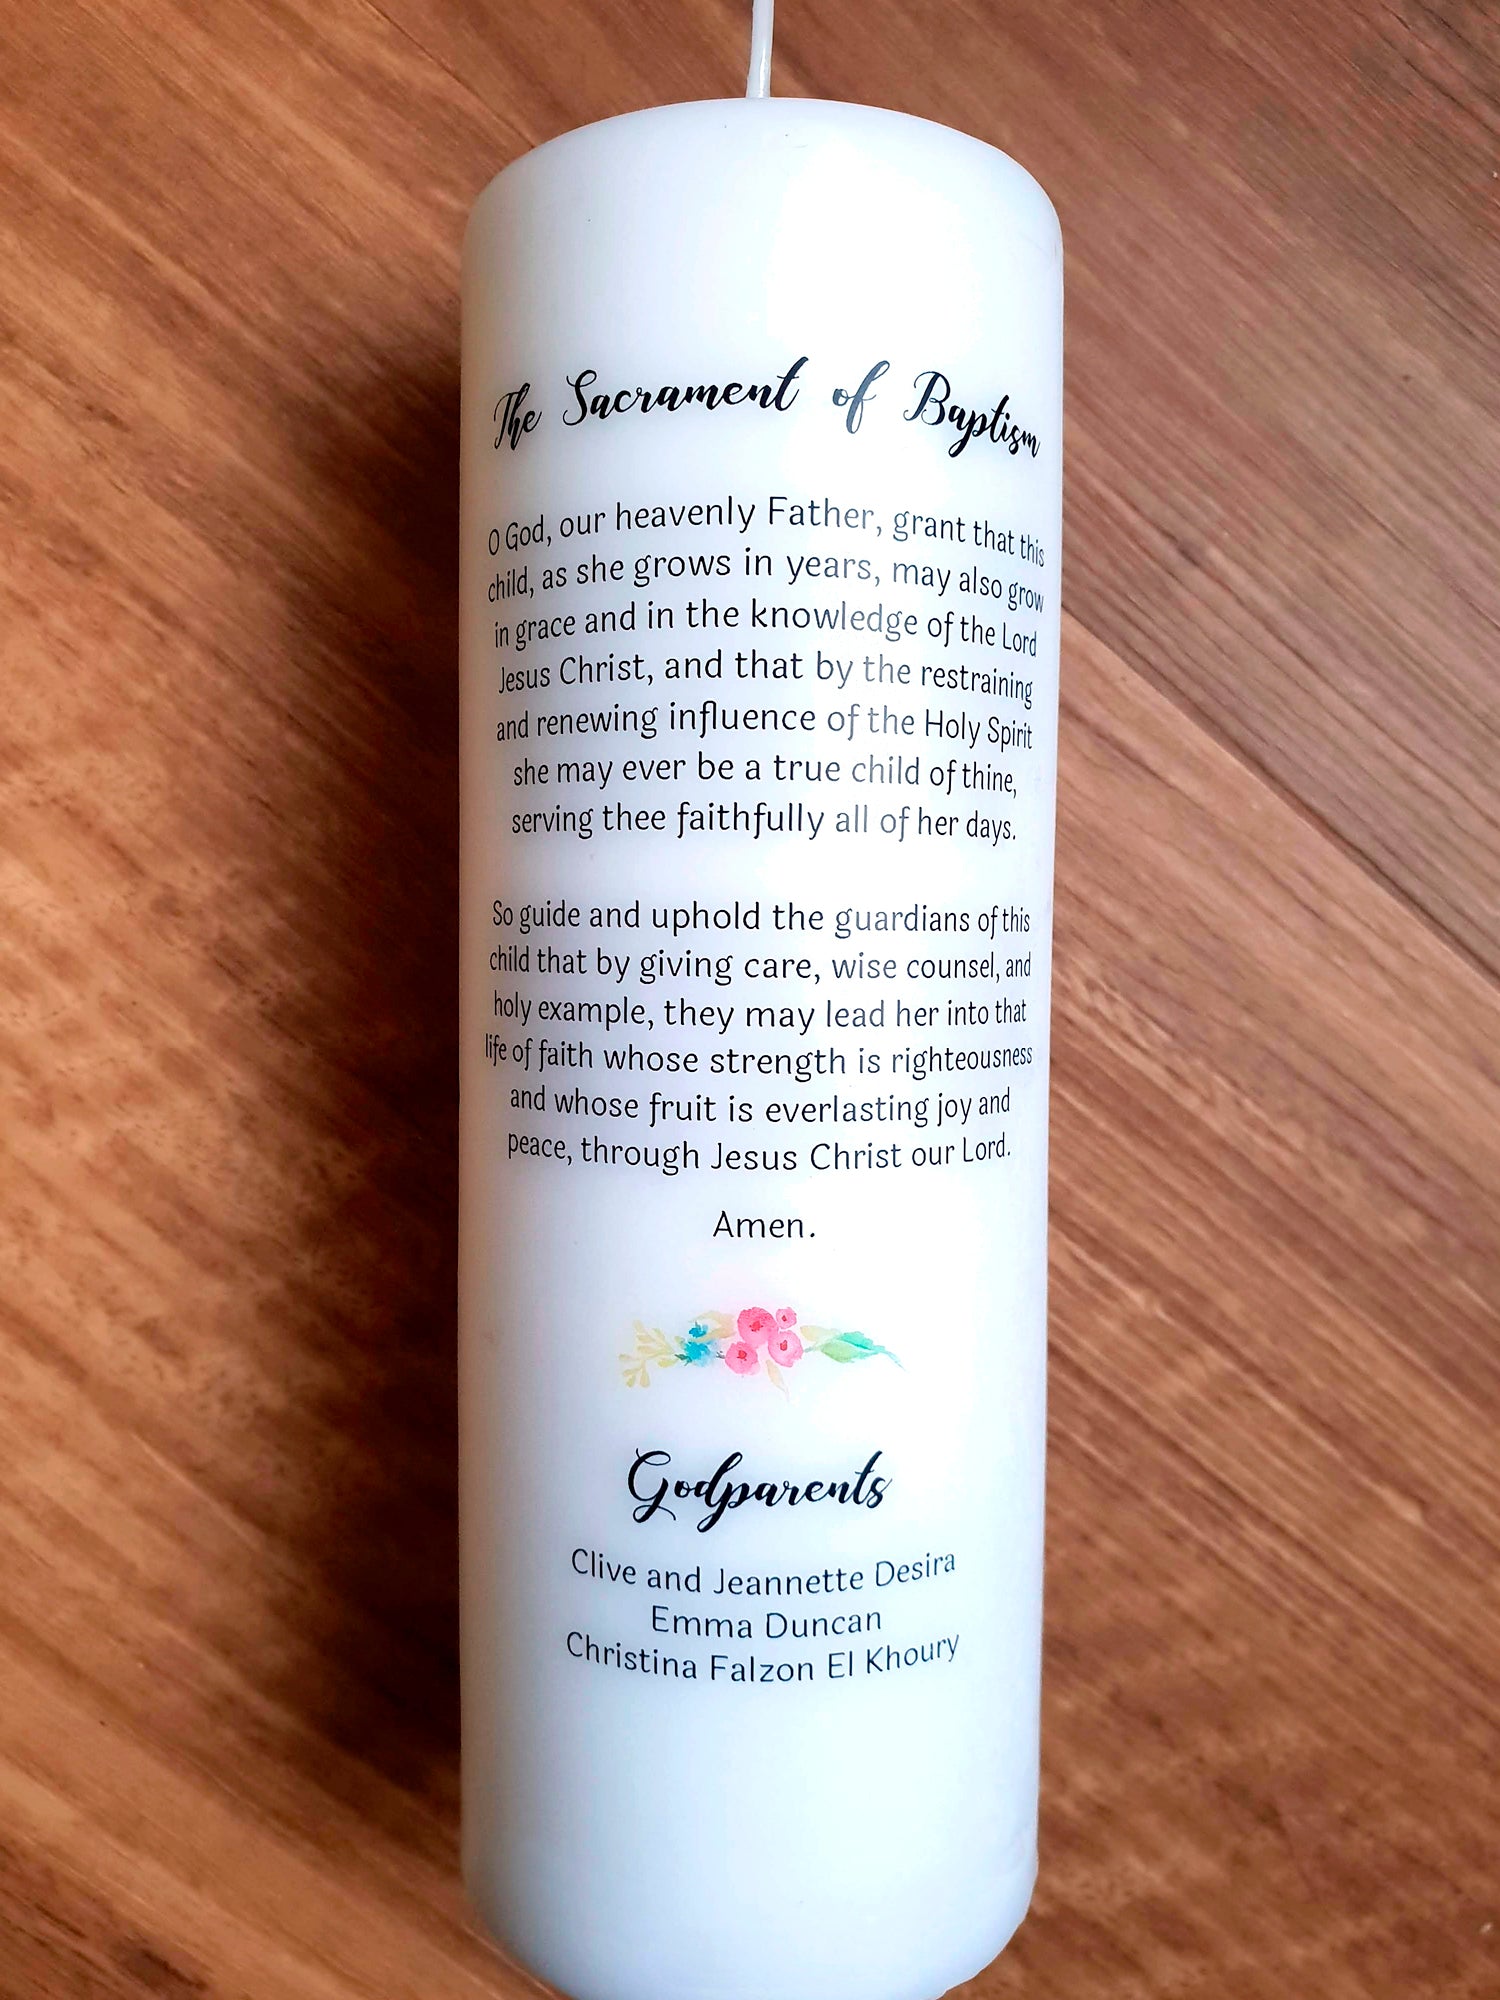 The Sacrament of Baptism
O God, our heavenly Father, grant that this
child, as she grows in years, may also grow
in grace and in the knowledge of the Lord
Jesus Christ, and that by the restraining
and renewing influence of the Holy Spirit
she may ever be a true child of thine,
serving thee faithfully all of her days.
So guide and uphold the guardians of this
child that by giving care, wise counsel, and
holy example, they may lead her into that
life of faith whose strength is righteousness
and whose fruit is everlasting joy and
peace, through Jesus Christ our Lord.
Amen.
Godparents
Clive and Jeannette Desira
Emma Duncan
Christina Falzon El Khoury